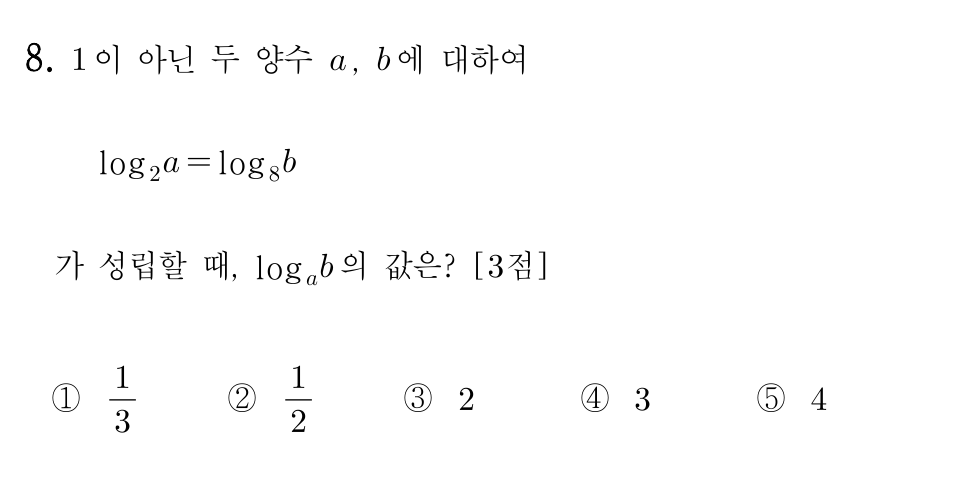 8. 1이 아닌 두 양수 a, b에 대하여
log₂a=log₈b
가 성립할 때, logₐb의 값은? [3점]
① 1/3 ② 1/2 ③ 2 ④ 3 ⑤ 4